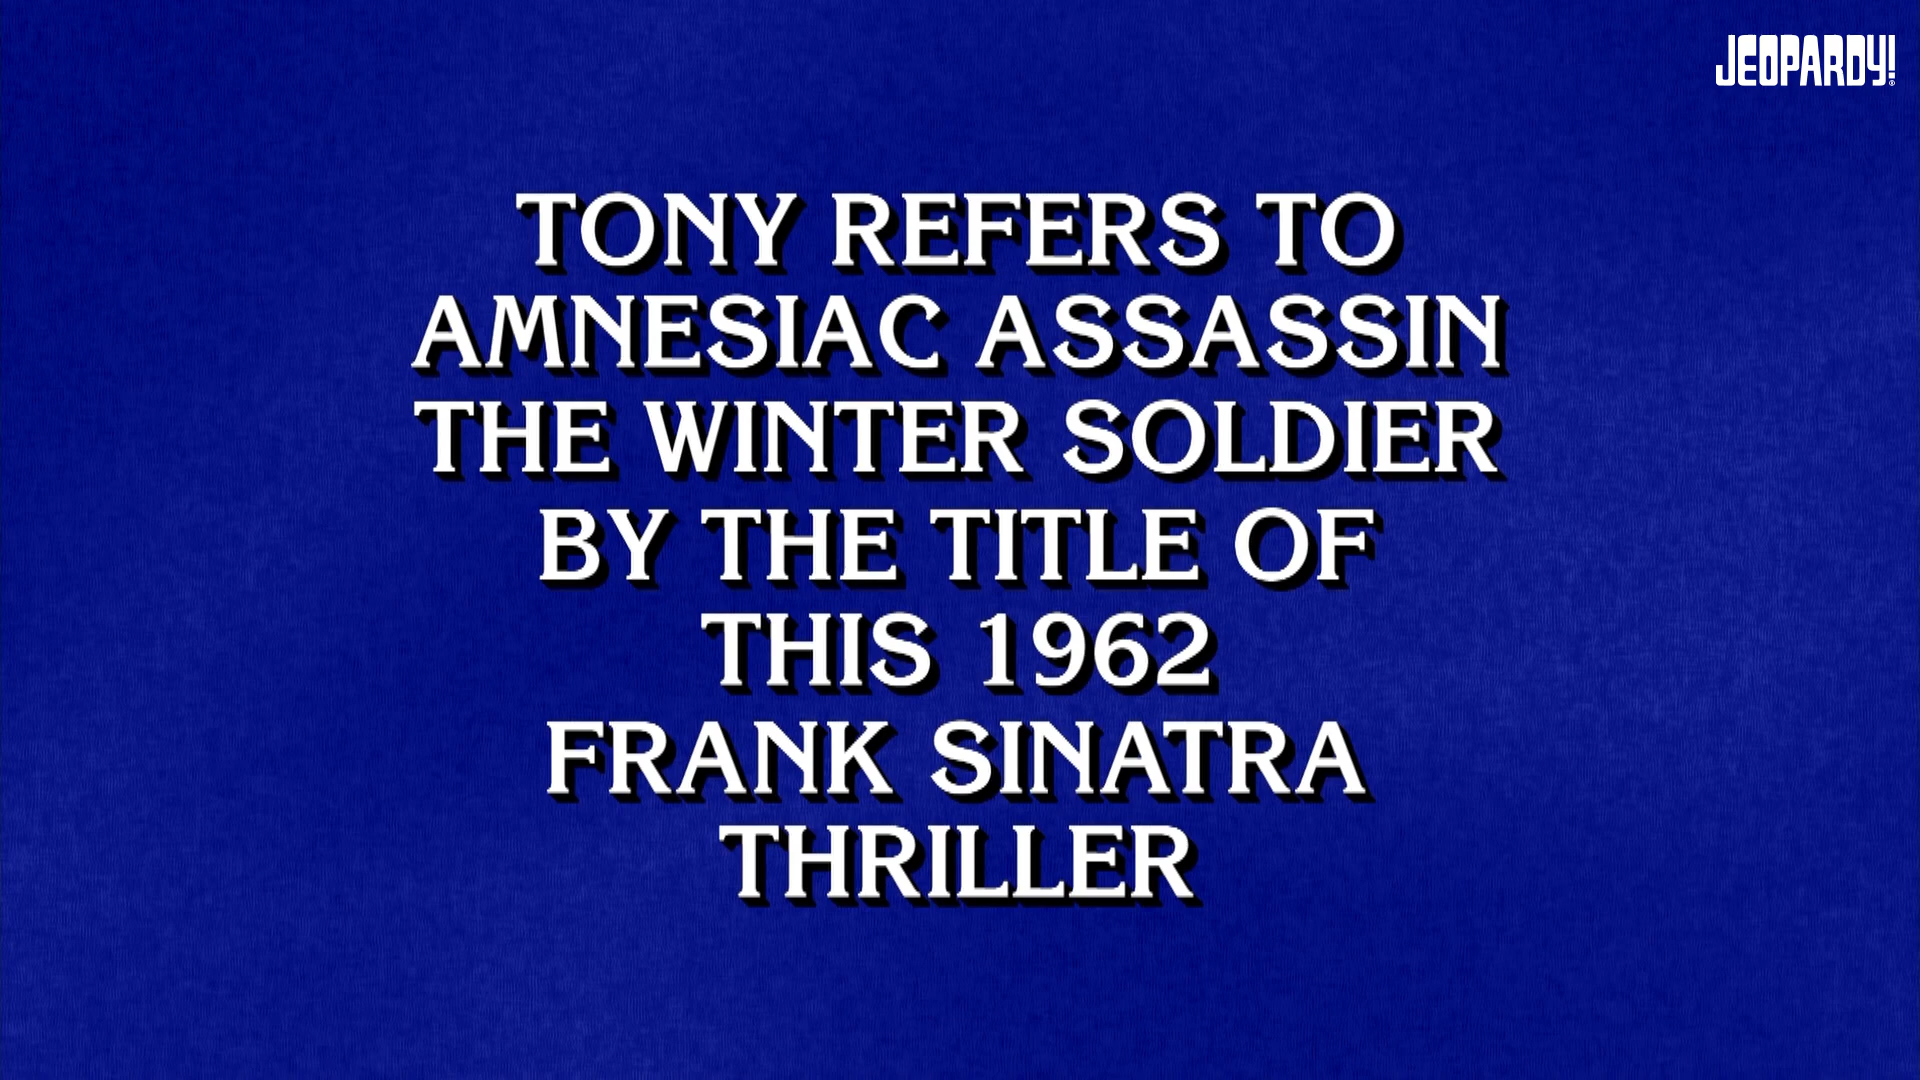 JEOPARDY!
TONY REFERS TO
AMNESIAC ASSASSIN
THE WINTER SOLDIER
BY THE TITLE OF
THIS 1962
FRANK SINATRA
THRILLER